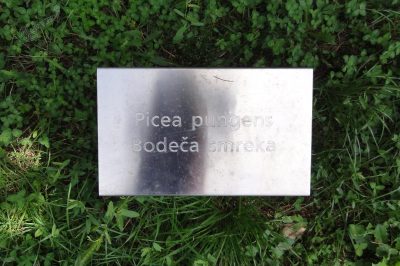 Picea pungens
Bodeča smreka